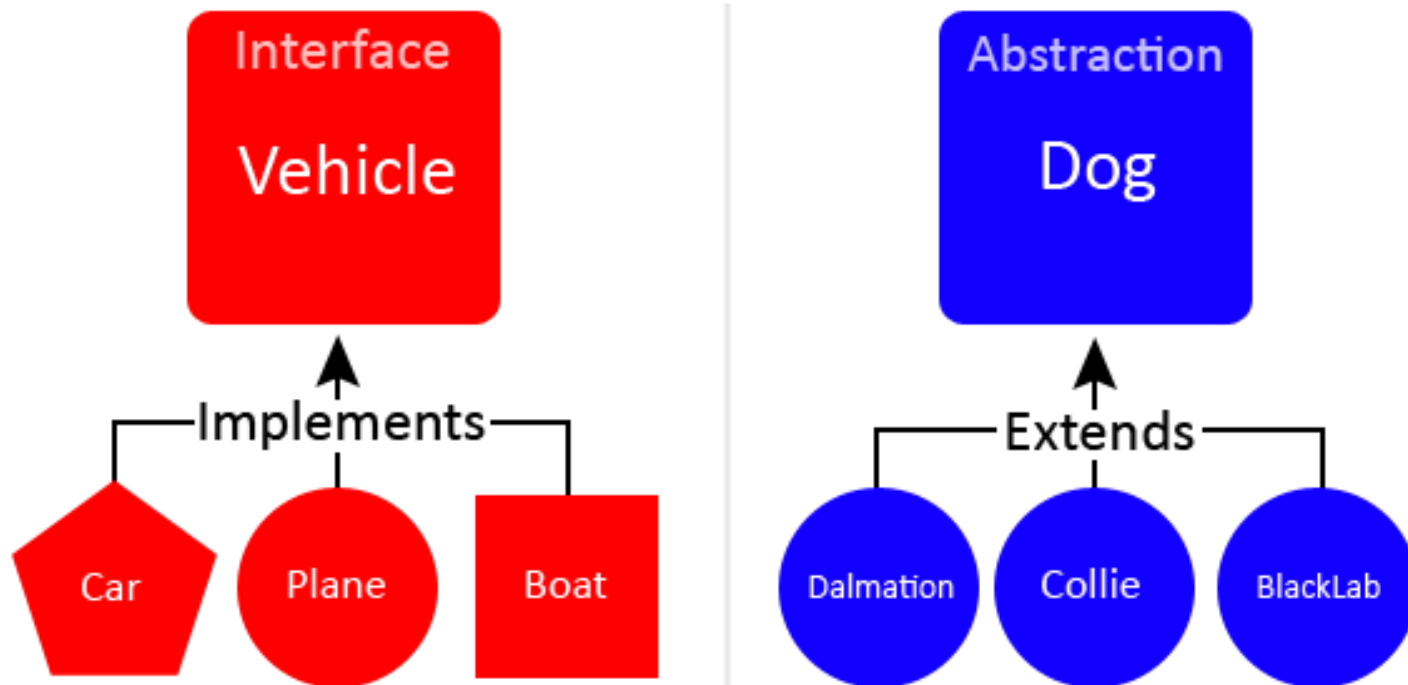 Interface
Vehicle
Implements
Car
Plane
Boat
Abstraction
Dog
Extends
Dalmation
Collie
BlackLab